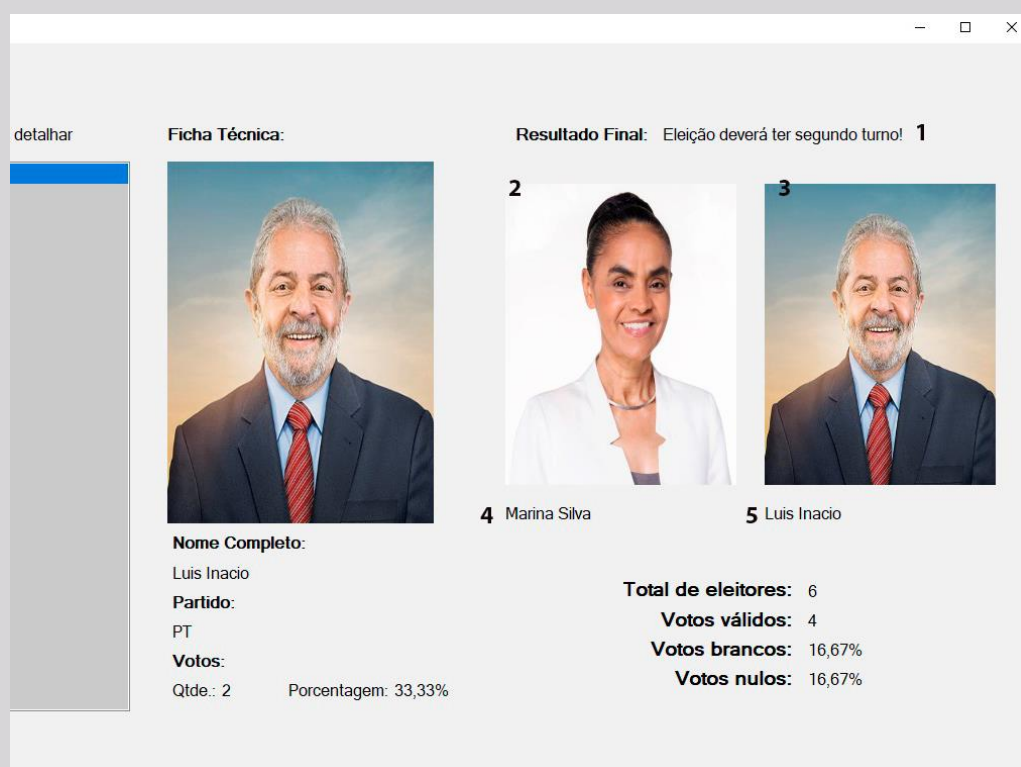 detalhar
Ficha Técnica:
Resultado Final: Eleição deverá ter segundo turno! 1
2
3
4 Marina Silva
5 Luis Inacio
Nome Completo:
Luis Inacio
Partido:
PT
Votos:
Qtde.: 2 Porcentagem: 33,33%
Total de eleitores: 6
Votos válidos: 4
Votos brancos: 16,67%
Votos nulos: 16,67%